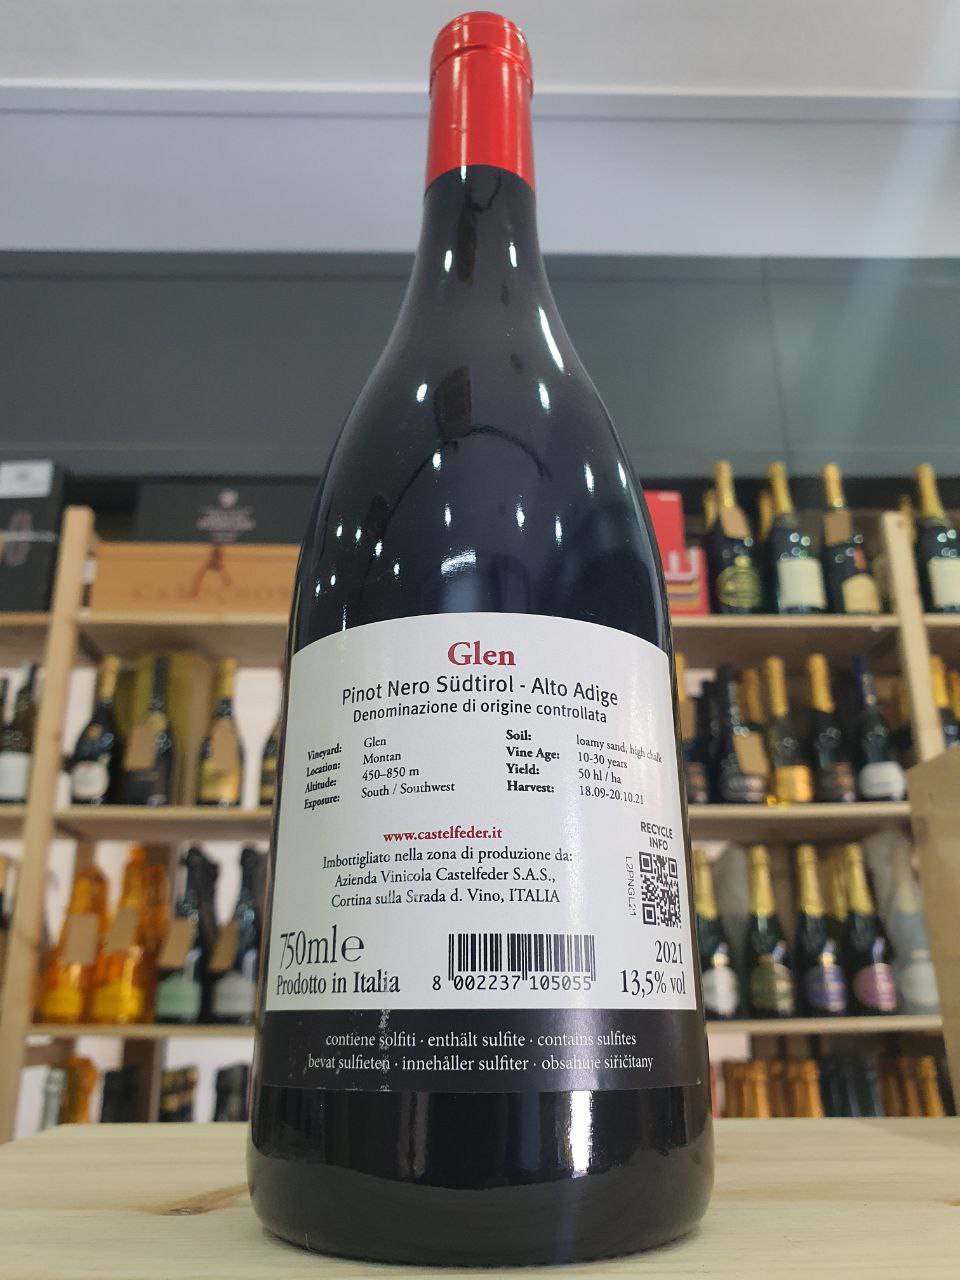 Glen
Pinot Nero Südtirol - Alto Adige
Denominazione di origine controllata
Vineyard: Glen
Location: Montan
Altitude: 450–850 m
Exposure: South / Southwest
Soil: loamy sand, high chalk
Vine Age: 10-30 years
Yield: 50 hl / ha
Harvest: 18.09-20.10.21
www.castelfeder.it
Imbottigliato nella zona di produzione da:
Azienda Vinicola Castelfeder S.A.S.,
Cortina sulla Strada d. Vino, ITALIA
RECYCLE
INFO
L2PNGL21
750ml e
Prodotto in Italia
8 002237 105055
2021
13,5% vol
contiene solfiti · enthält sulfite · contains sulfites
bevat sulfieten · innehåller sulfiter · obsahuje siřičitany